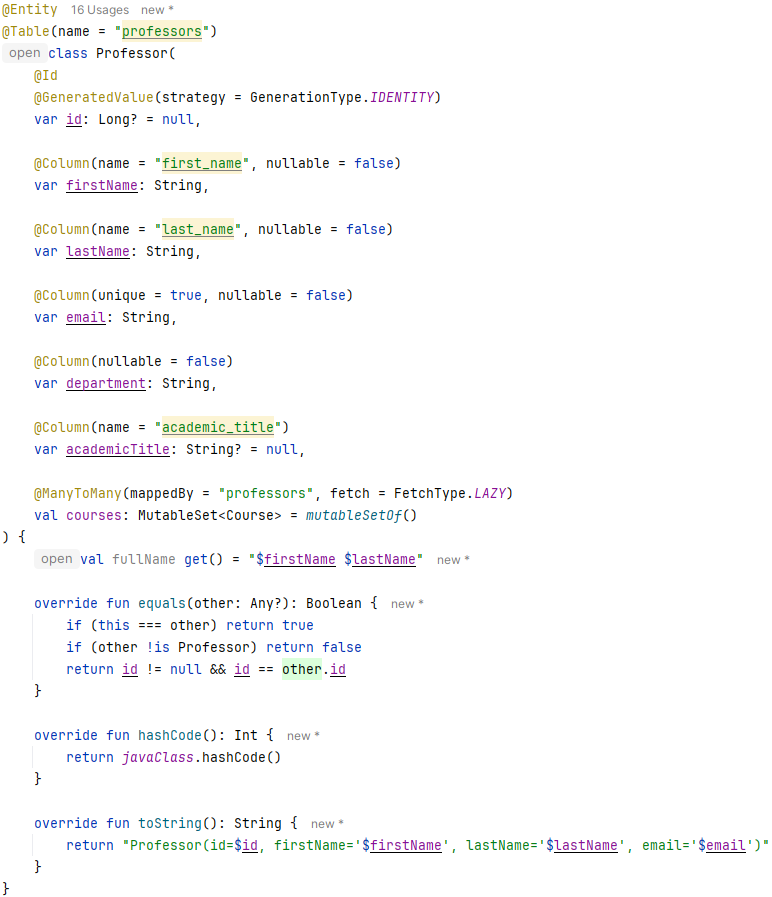 @Entity 16 Usages new *
@Table(name = "professors")
open class Professor(
    @Id
    @GeneratedValue(strategy = GenerationType.IDENTITY)
    var id: Long? = null,

    @Column(name = "first_name", nullable = false)
    var firstName: String,

    @Column(name = "last_name", nullable = false)
    var lastName: String,

    @Column(unique = true, nullable = false)
    var email: String,

    @Column(nullable = false)
    var department: String,

    @Column(name = "academic_title")
    var academicTitle: String? = null,

    @ManyToMany(mappedBy = "professors", fetch = FetchType.LAZY)
    val courses: MutableSet<Course> = mutableSetOf()
) {
    open val fullName get() = "$firstName $lastName" new *

    override fun equals(other: Any?): Boolean { new *
        if (this === other) return true
        if (other !is Professor) return false
        return id != null && id == other.id
    }

    override fun hashCode(): Int { new *
        return javaClass.hashCode()
    }

    override fun toString(): String { new *
        return "Professor(id=$id, firstName='$firstName', lastName='$lastName', email='$email')"
    }
}